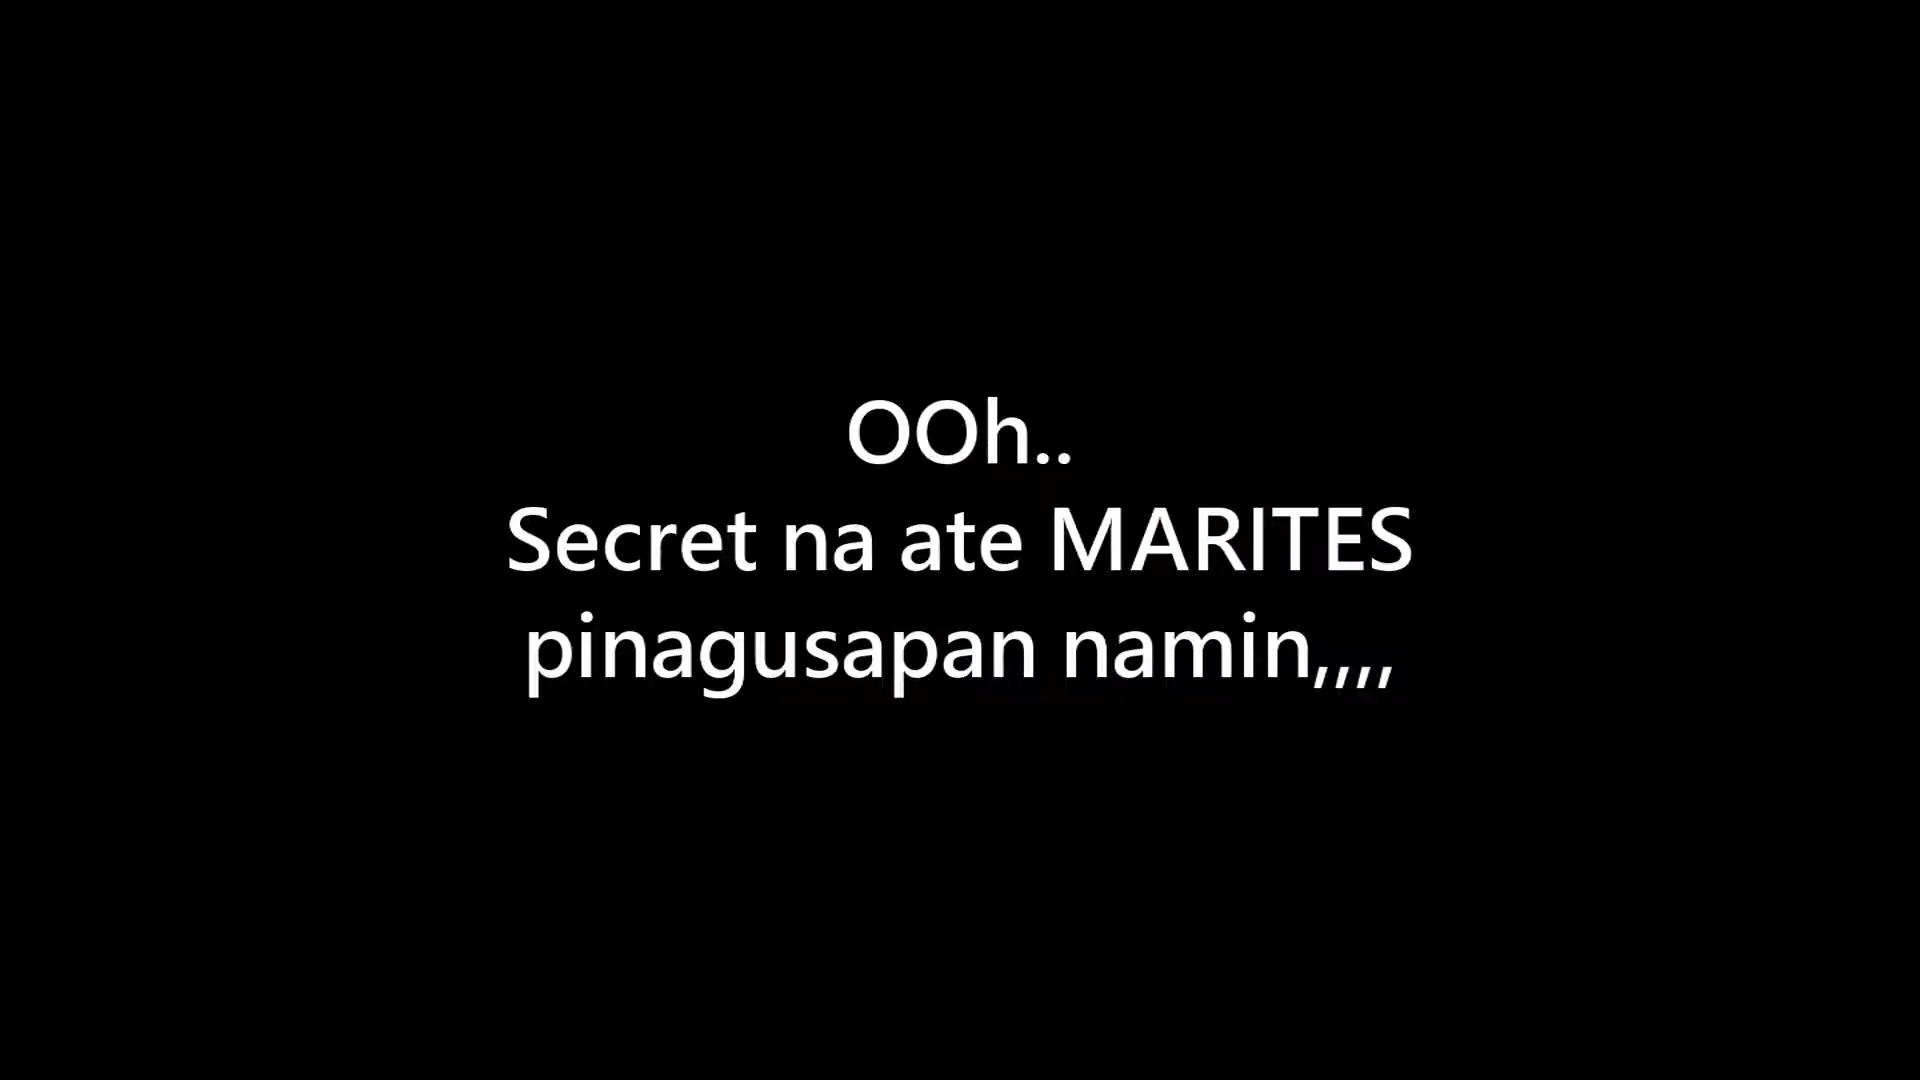 OOh..
Secret na ate MARITES
pinagusapan namin,,,,